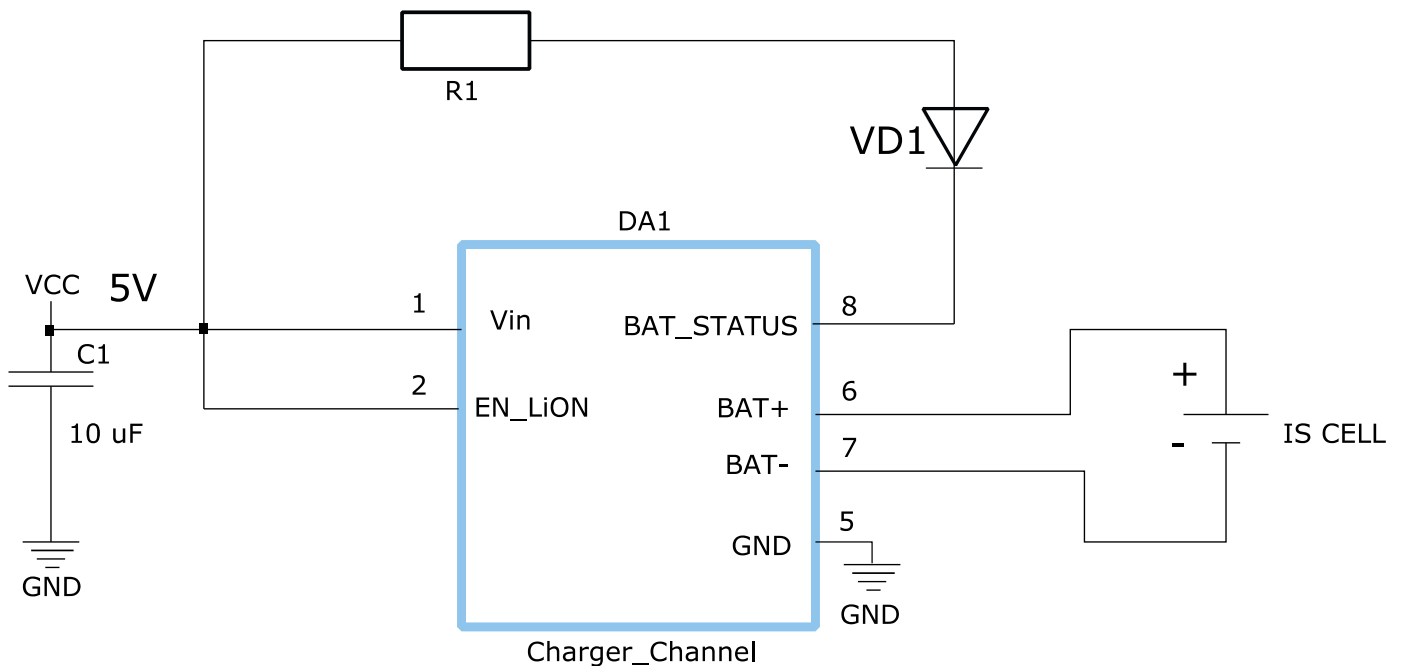 R1
VD1
DA1
VCC
5V
1
Vin
BAT_STATUS
8
C1
2
EN_LiON
BAT+
6
+
10 uF
BAT-
7
-
IS CELL
5
GND
GND
GND
Charger_Channel